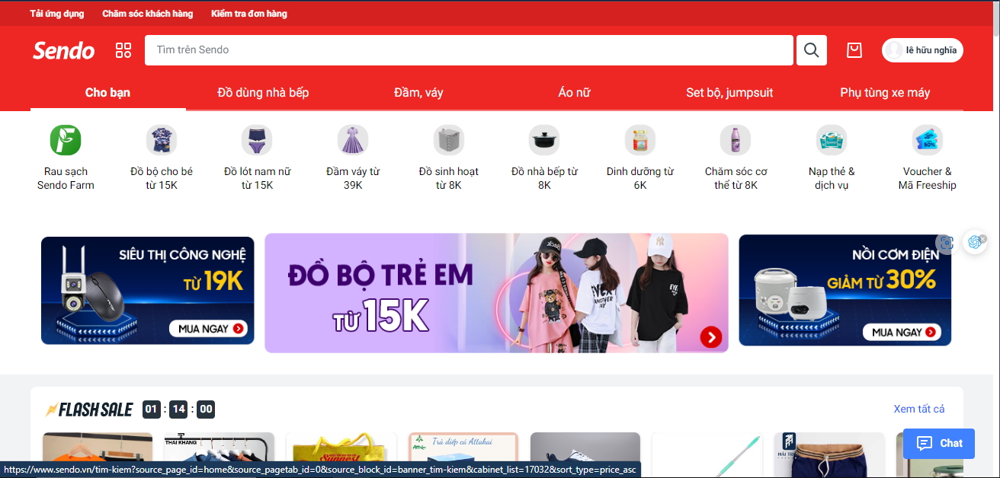 Tải ứng dụng
Chăm sóc khách hàng
Kiểm tra đơn hàng
Sendo
Tìm trên Sendo
lê hữu nghĩa
Cho bạn
Đồ dùng nhà bếp
Đầm, váy
Áo nữ
Set bộ, jumpsuit
Phụ tùng xe máy
Rau sạch
Sendo Farm
Đồ bộ cho bé
từ 15K
Đồ lót nam nữ
từ 15K
Đầm váy từ
39K
Đồ sinh hoạt
từ 8K
Đồ nhà bếp từ
8K
Dinh dưỡng từ
6K
Chăm sóc cơ
thể từ 8K
Nạp thẻ &
dịch vụ
50%
Voucher &
Mã Freeship
SIÊU THỊ CÔNG NGHỆ
TỪ 19K
MUA NGAY
ĐỒ BỘ TRẺ EM
TỪ 15K
NỒI CƠM ĐIỆN
GIẢM TỪ 30%
MUA NGAY
FLASH SALE
01 : 14 : 00
Xem tất cả
THAI KHANG
Sunnest
Attakai
Trà diếp cá Attakai
Chat
https://www.sendo.vn/tim-kiem?source_page_id=home&source_pagetab_id=0&source_block_id=banner_tim-kiem&cabinet_list=17032&sort_type=price_asc